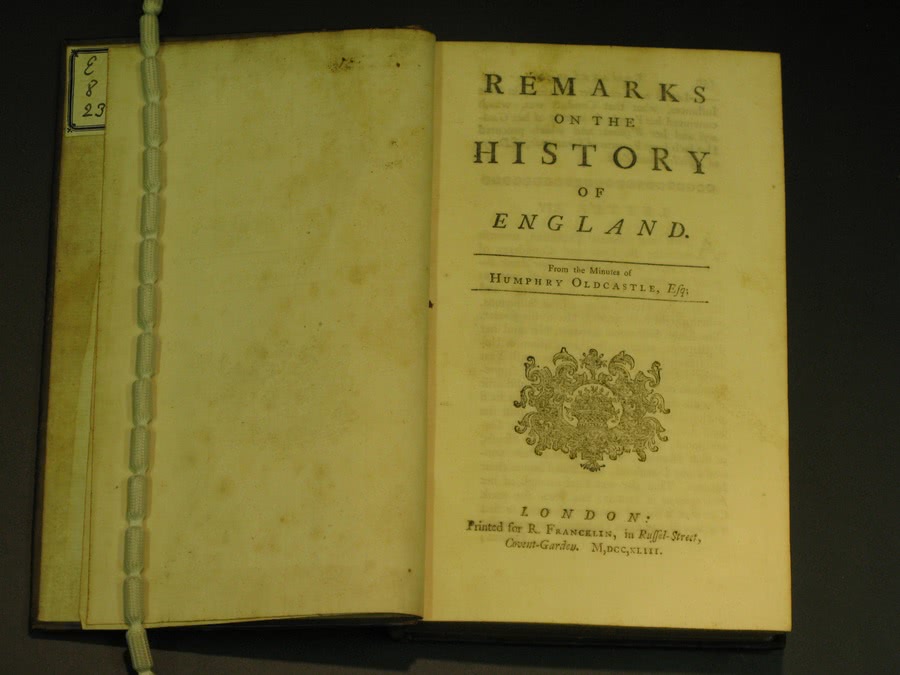 E
8
23
REMARKS
ON THE
HISTORY
OF
ENGLAND.
From the Minutes of
HUMPHRY OLDCASTLE, Esq;
LONDON:
Printed for R. FRANCKLIN, in Russel-Street,
Covent-Garden. M,DCC,XLIII.